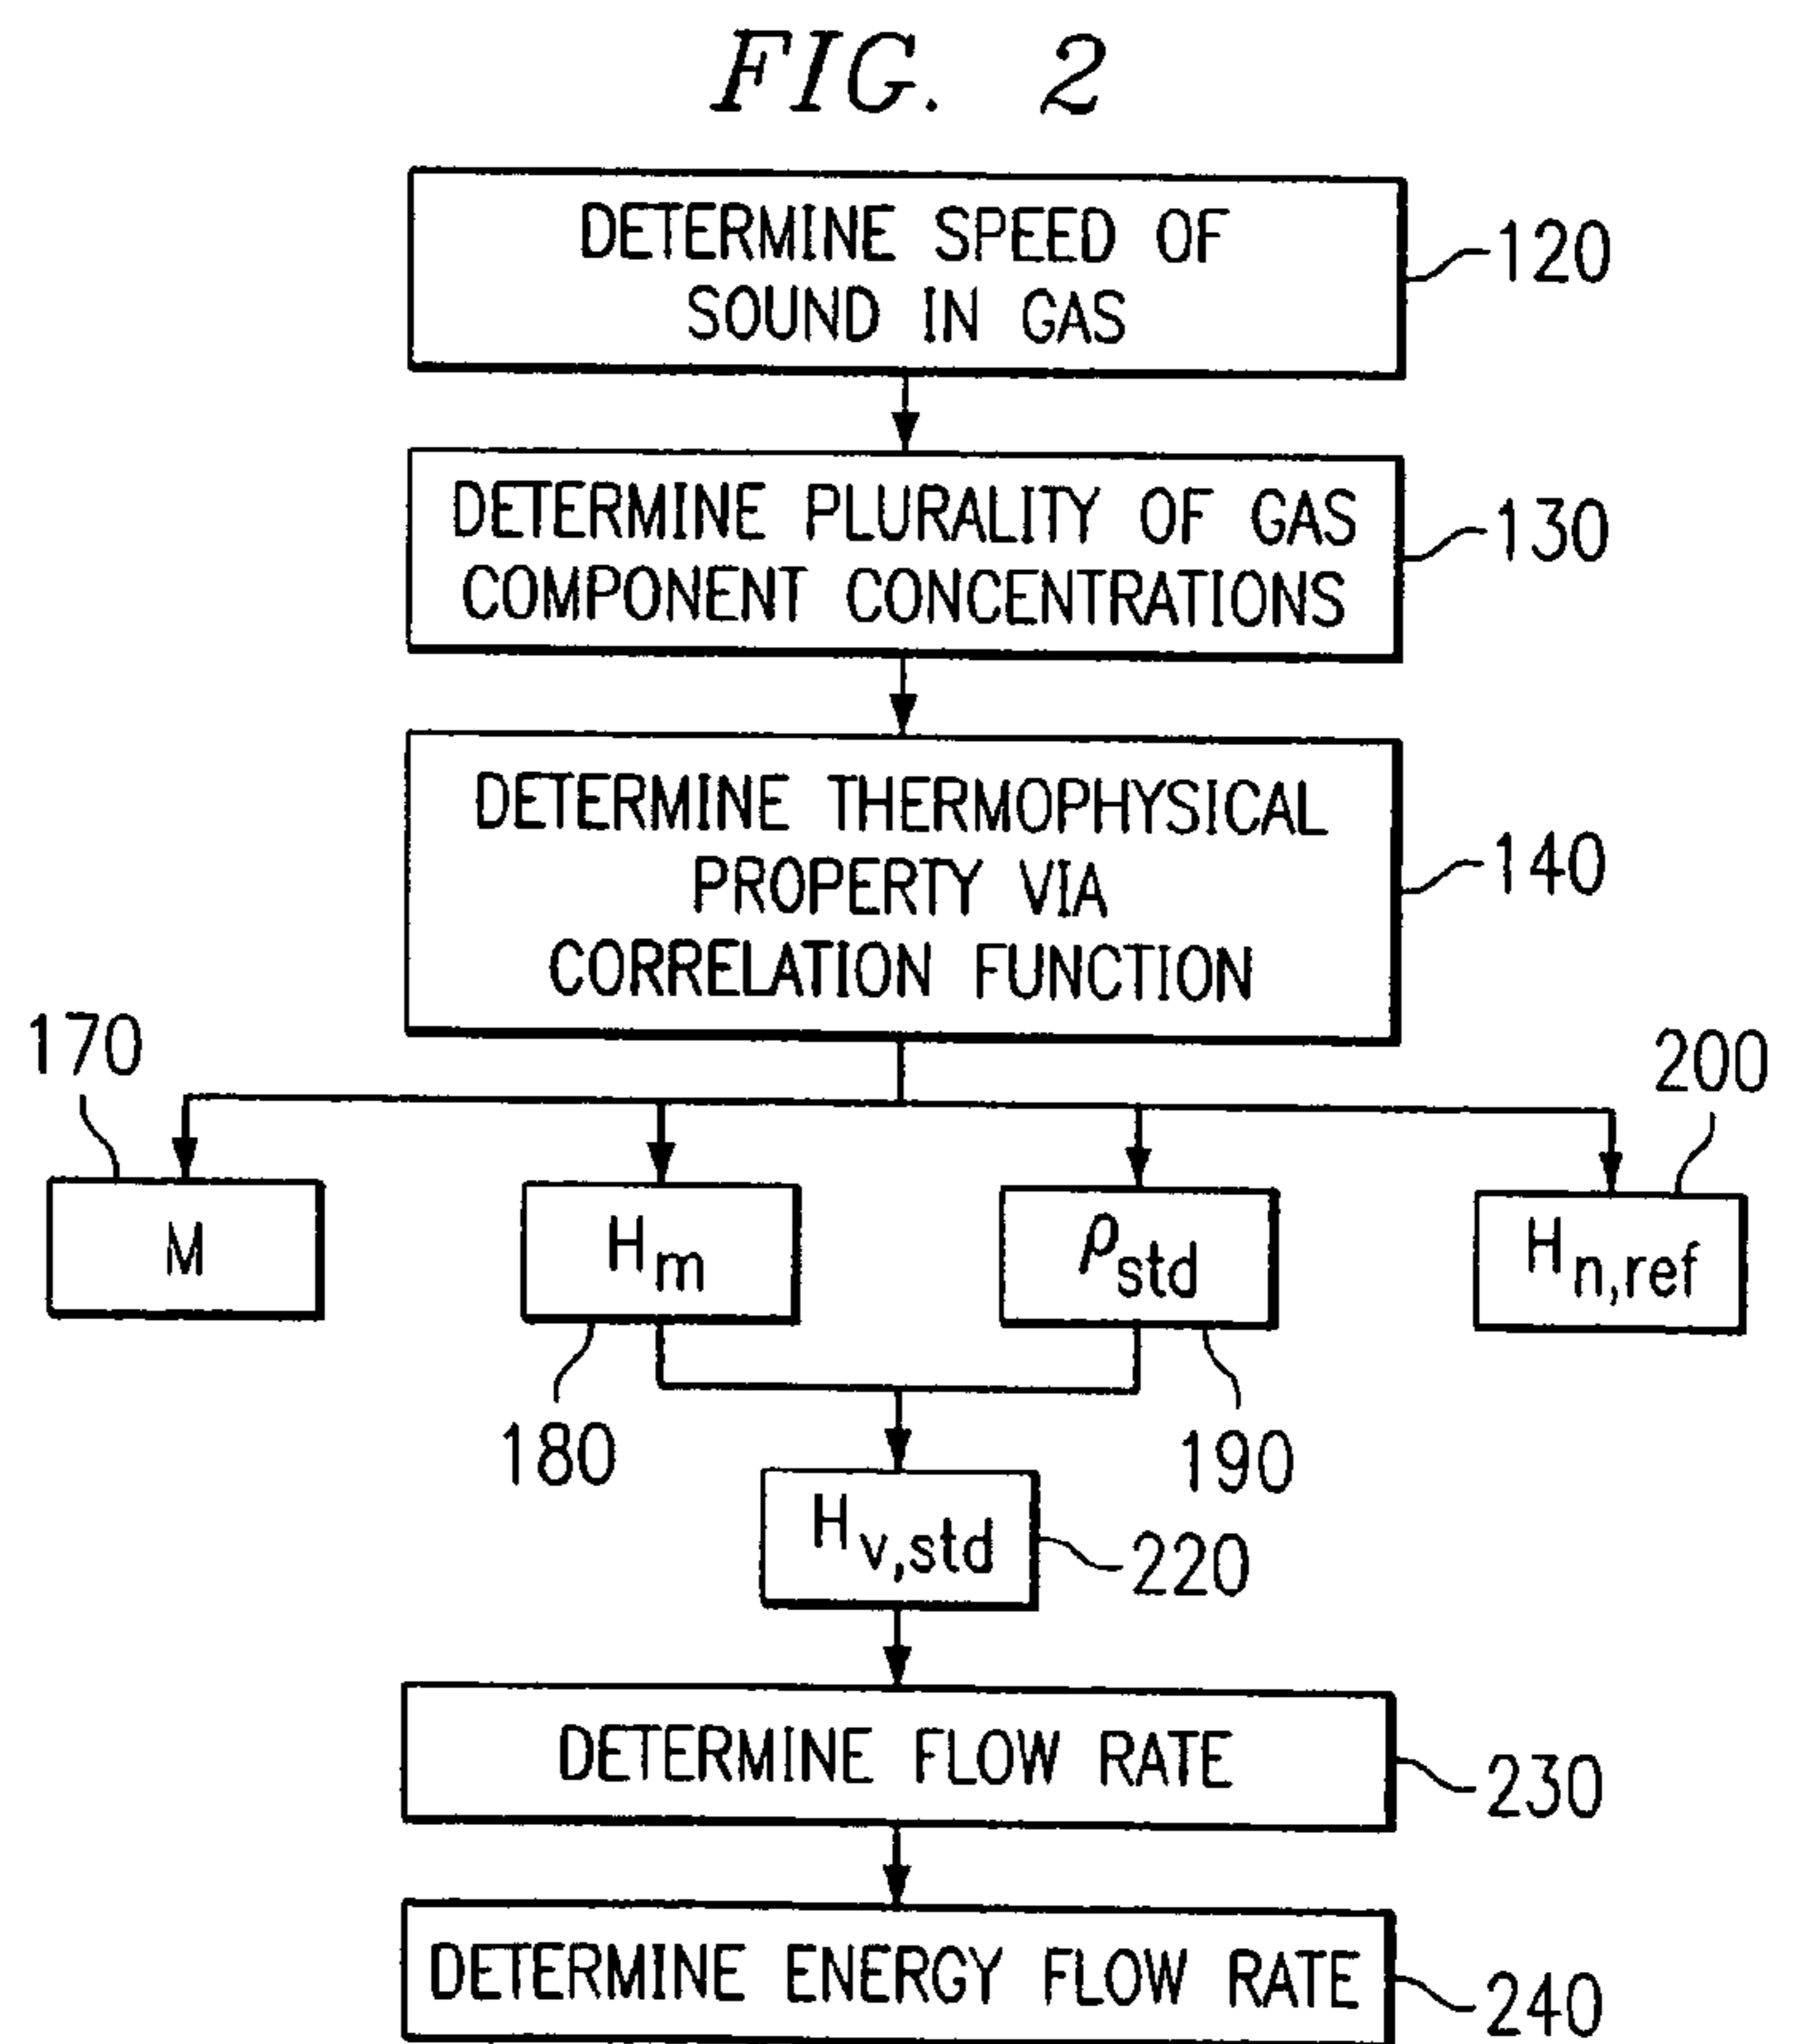 FIG. 2
DETERMINE SPEED OF
SOUND IN GAS
120
DETERMINE PLURALITY OF GAS
COMPONENT CONCENTRATIONS
130
DETERMINE THERMOPHYSICAL
PROPERTY VIA
CORRELATION FUNCTION
140
170
200
M
Hm
ρstd
Hn,ref
180
190
Hv,std
220
DETERMINE FLOW RATE
230
DETERMINE ENERGY FLOW RATE
240